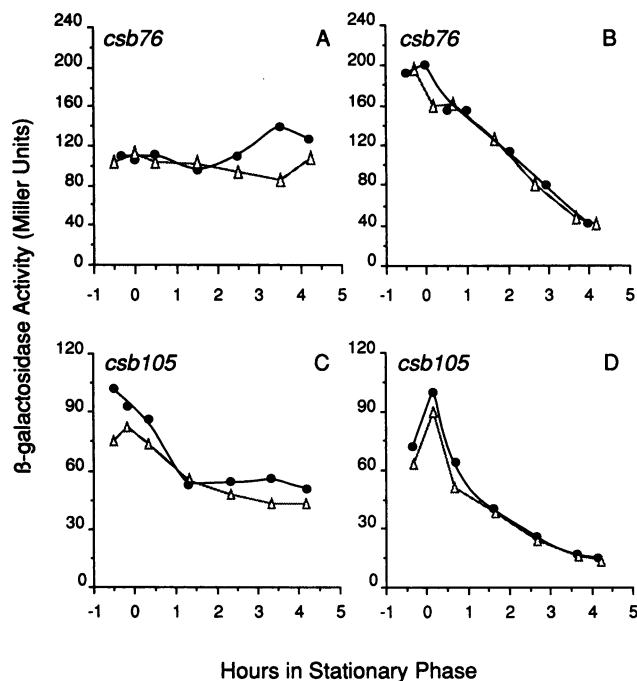 csb76 A
240
200
160
120
80
40
0
-1 0 1 2 3 4 5
csb76 B
240
200
160
120
80
40
0
-1 0 1 2 3 4 5
csb105 C
120
90
60
30
0
-1 0 1 2 3 4 5
csb105 D
120
90
60
30
0
-1 0 1 2 3 4 5
ß-galactosidase Activity (Miller Units)
Hours in Stationary Phase